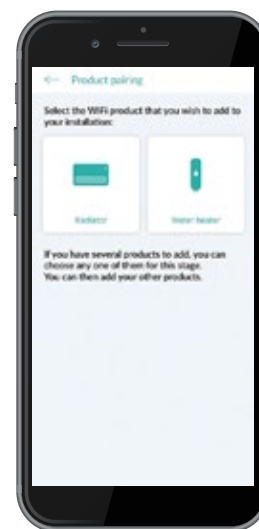 Product pairing
Select the WiFi product that you wish to add to
your installation:
Radiator
Water heater
If you have several products to add, you can
choose any one of them for this stage.
You can then add your other products.